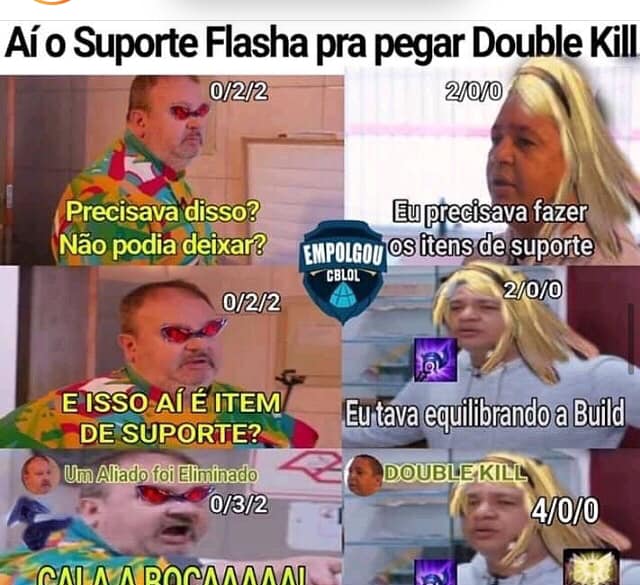 Aí o Suporte Flasha pra pegar Double Kill
0/2/2
2/0/0
Precisava disso?
Não podia deixar?
Eu precisava fazer
os itens de suporte
EMPOLGOU
CBLOL
0/2/2
2/0/0
E ISSO AÍ É ITEM
DE SUPORTE?
Eu tava equilibrando a Build
Um Aliado foi Eliminado
DOUBLE KILL
0/3/2
4/0/0
CALA A BOCAAAAA!